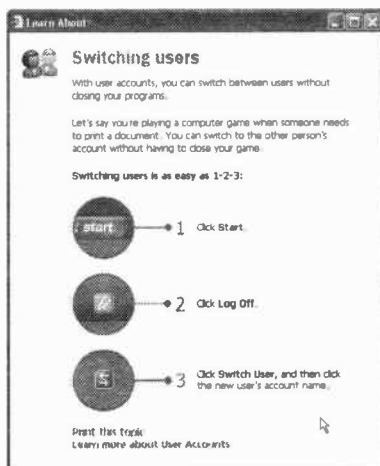 Learn About
Switching users
With user accounts, you can switch between users without
closing your programs.
Let's say you're playing a computer game when someone needs
to print a document. You can switch to the other person's
account without having to close your game.
Switching users is as easy as 1-2-3:
start
1 Click Start.
2 Click Log Off.
3 Click Switch User, and then click
the new user's account name.
Print this topic
Learn more about User Accounts